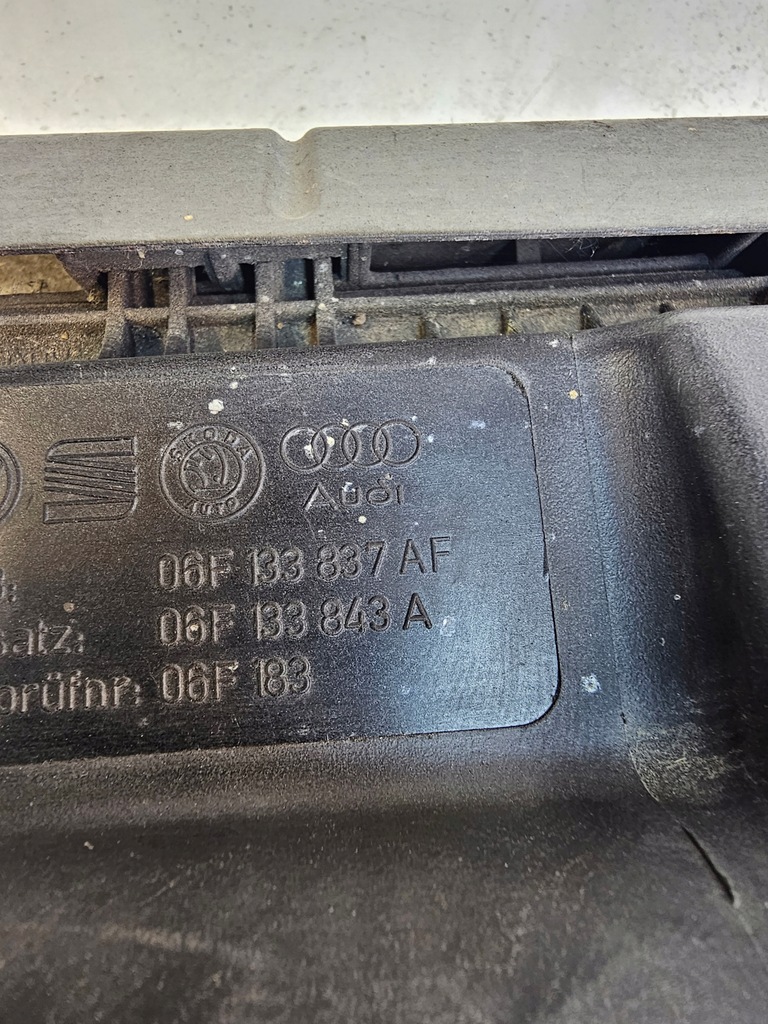 SKODA
AUTO
Audi
06F 133 837 AF
satz: 06F 133 843 A
prüfnr: 06F 183